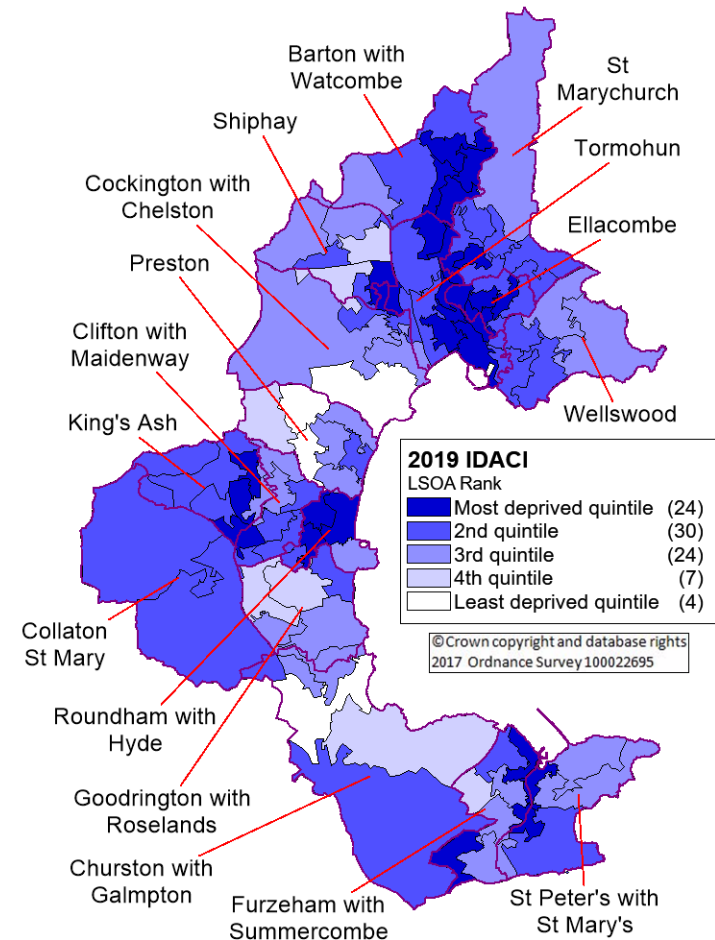 Barton with
Watcombe
St
Marychurch
Shiphay
Tormohun
Cockington with
Chelston
Ellacombe
Preston
Clifton with
Maidenway
King's Ash
Wellswood
2019 IDACI
LSOA Rank
Most deprived quintile (24)
2nd quintile (30)
3rd quintile (24)
4th quintile (7)
Least deprived quintile (4)
©Crown copyright and database rights
2017 Ordnance Survey 100022695
Collaton
St Mary
Roundham with
Hyde
Goodrington with
Roselands
Churston with
Galmpton
Furzeham with
Summercombe
St Peter's with
St Mary's